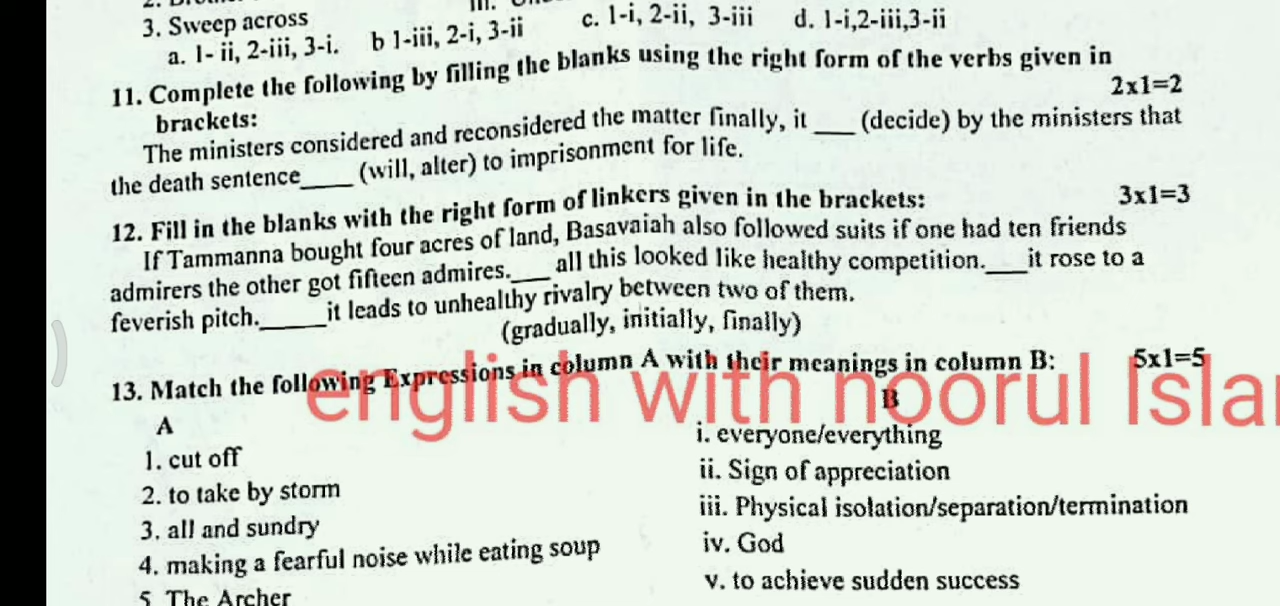 3. Sweep across
a. 1- ii, 2-iii, 3-i. b 1-iii, 2-i, 3-ii c. 1-i, 2-ii, 3-iii d. 1-i,2-iii,3-ii
11. Complete the following by filling the blanks using the right form of the verbs given in
brackets: 2x1=2
The ministers considered and reconsidered the matter finally, it ___ (decide) by the ministers that
the death sentence____ (will, alter) to imprisonment for life.
12. Fill in the blanks with the right form of linkers given in the brackets: 3x1=3
If Tammanna bought four acres of land, Basavaiah also followed suits if one had ten friends
admirers the other got fifteen admires.___ all this looked like healthy competition.___it rose to a
feverish pitch._____it leads to unhealthy rivalry between two of them.
(gradually, initially, finally)
13. Match the following Expressions in column A with their meanings in column B: 5x1=5
english with noorul Isla
A B
1. cut off i. everyone/everything
2. to take by storm ii. Sign of appreciation
3. all and sundry iii. Physical isolation/separation/termination
4. making a fearful noise while eating soup iv. God
5 The Archer v. to achieve sudden success